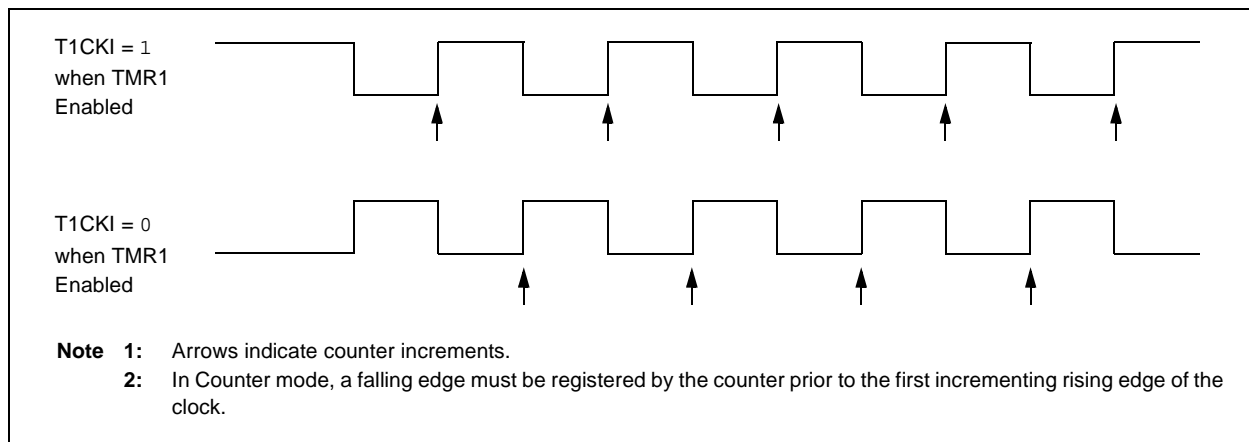 T1CKI = 1
when TMR1
Enabled
T1CKI = 0
when TMR1
Enabled
Note 1: Arrows indicate counter increments.
2: In Counter mode, a falling edge must be registered by the counter prior to the first incrementing rising edge of the
clock.